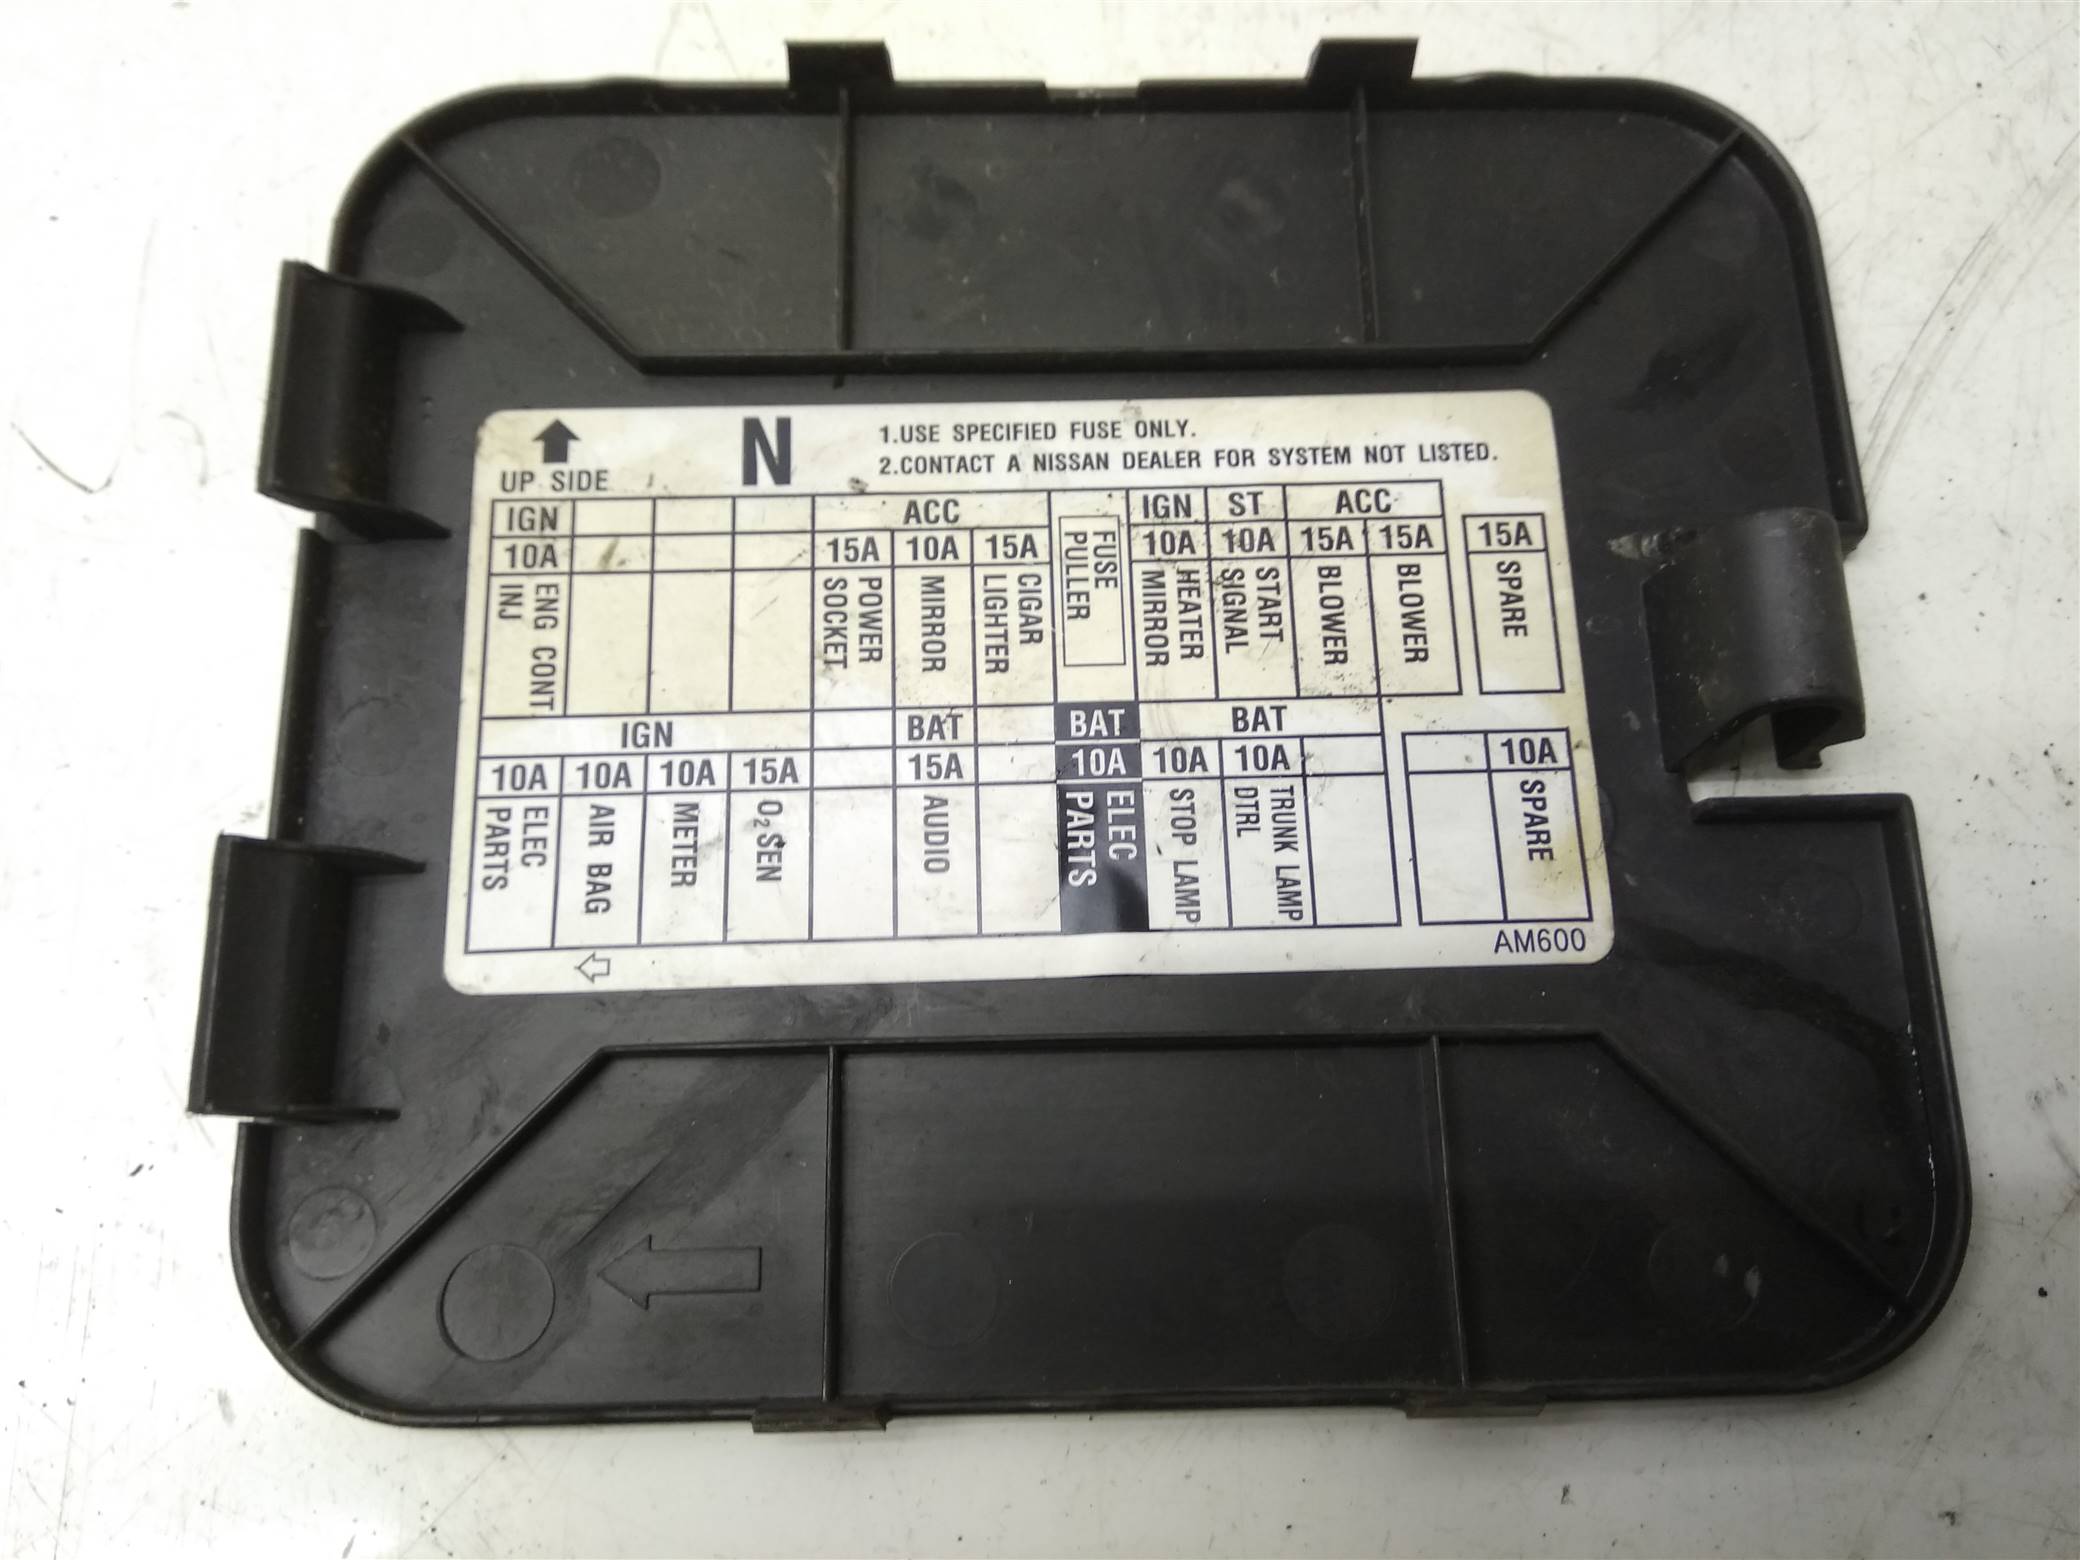 UP SIDE
N
1.USE SPECIFIED FUSE ONLY.
2.CONTACT A NISSAN DEALER FOR SYSTEM NOT LISTED.
IGN ACC IGN ST ACC
10A 15A 10A 15A 10A 10A 15A 15A 15A
ENG CONT
INJ
POWER
SOCKET
MIRROR
CIGAR
LIGHTER
FUSE
PULLER
HEATER
MIRROR
START
SIGNAL
BLOWER
BLOWER
SPARE
IGN BAT BAT BAT
10A 10A 10A 15A 15A 10A 10A 10A 10A
ELEC
PARTS
AIR BAG
METER
O₂ SEN
AUDIO
ELEC
PARTS
STOP LAMP
TRUNK LAMP
DTRL
SPARE
AM600